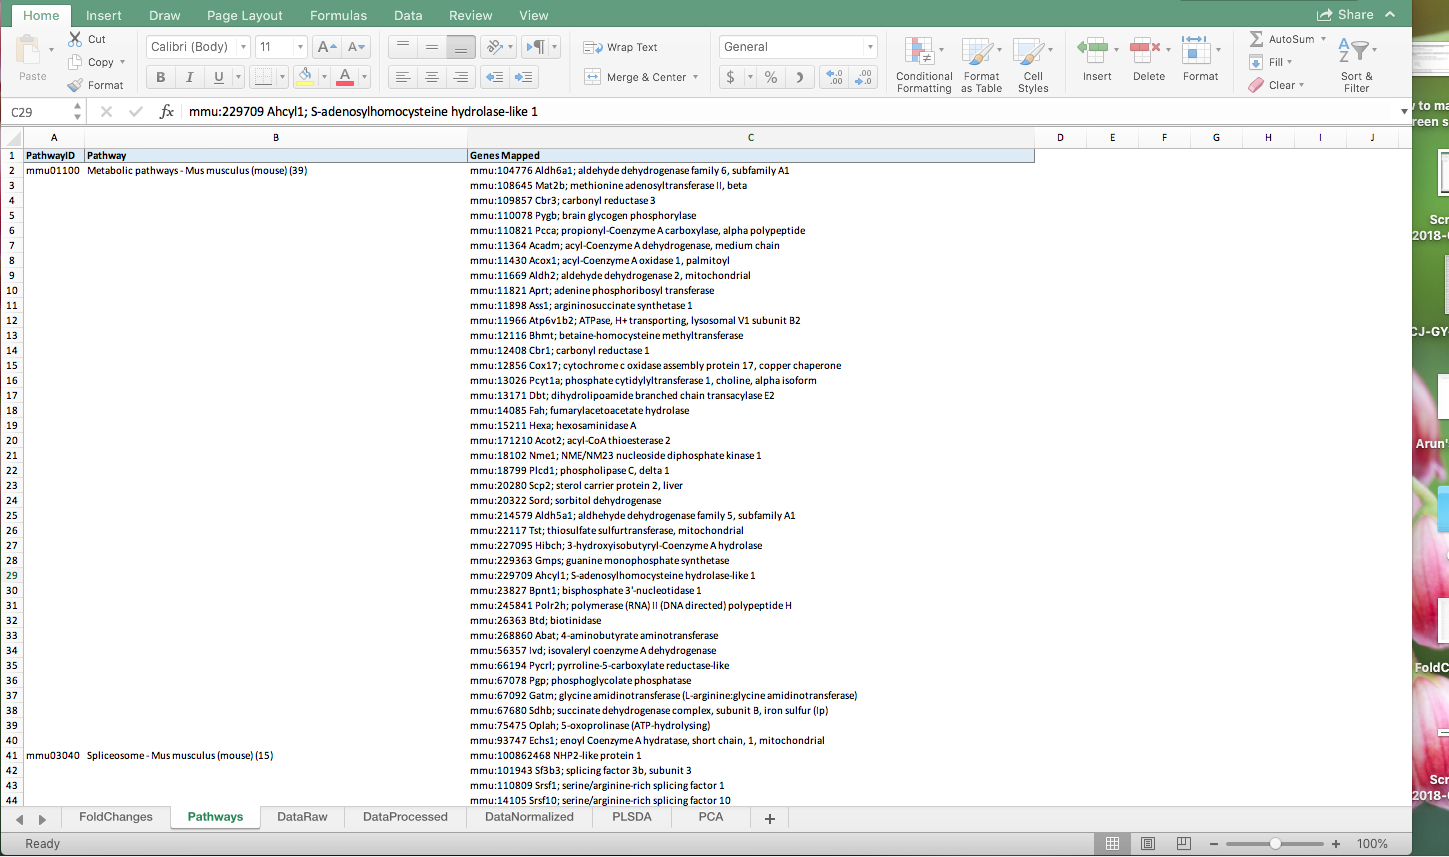 Home Insert Draw Page Layout Formulas Data Review View Share
Cut
Copy
Format
Paste
Calibri (Body) 11 A A
B I U A
Wrap Text
Merge & Center
General
$ % .0 .00 .00 .0
Conditional Formatting
Format as Table
Cell Styles
Insert
Delete
Format
AutoSum
Fill
Clear
A Z
Sort & Filter
C29 fx mmu:229709 Ahcyl1; S-adenosylhomocysteine hydrolase-like 1
A B C D E F G H I J
1 PathwayID Pathway Genes Mapped
2 mmu01100 Metabolic pathways - Mus musculus (mouse) (39) mmu:104776 Aldh6a1; aldehyde dehydrogenase family 6, subfamily A1
3 mmu:108645 Mat2b; methionine adenosyltransferase II, beta
4 mmu:109857 Cbr3; carbonyl reductase 3
5 mmu:110078 Pygb; brain glycogen phosphorylase
6 mmu:110821 Pcca; propionyl-Coenzyme A carboxylase, alpha polypeptide
7 mmu:11364 Acadm; acyl-Coenzyme A dehydrogenase, medium chain
8 mmu:11430 Acox1; acyl-Coenzyme A oxidase 1, palmitoyl
9 mmu:11669 Aldh2; aldehyde dehydrogenase 2, mitochondrial
10 mmu:11821 Aprt; adenine phosphoribosyl transferase
11 mmu:11898 Ass1; argininosuccinate synthetase 1
12 mmu:11966 Atp6v1b2; ATPase, H+ transporting, lysosomal V1 subunit B2
13 mmu:12116 Bhmt; betaine-homocysteine methyltransferase
14 mmu:12408 Cbr1; carbonyl reductase 1
15 mmu:12856 Cox17; cytochrome c oxidase assembly protein 17, copper chaperone
16 mmu:13026 Pcyt1a; phosphate cytidylyltransferase 1, choline, alpha isoform
17 mmu:13171 Dbt; dihydrolipoamide branched chain transacylase E2
18 mmu:14085 Fah; fumarylacetoacetate hydrolase
19 mmu:15211 Hexa; hexosaminidase A
20 mmu:171210 Acot2; acyl-CoA thioesterase 2
21 mmu:18102 Nme1; NME/NM23 nucleoside diphosphate kinase 1
22 mmu:18799 Plcd1; phospholipase C, delta 1
23 mmu:20280 Scp2; sterol carrier protein 2, liver
24 mmu:20322 Sord; sorbitol dehydrogenase
25 mmu:214579 Aldh5a1; aldhehyde dehydrogenase family 5, subfamily A1
26 mmu:22117 Tst; thiosulfate sulfurtransferase, mitochondrial
27 mmu:227095 Hibch; 3-hydroxyisobutyryl-Coenzyme A hydrolase
28 mmu:229363 Gmps; guanine monophosphate synthetase
29 mmu:229709 Ahcyl1; S-adenosylhomocysteine hydrolase-like 1
30 mmu:23827 Bpnt1; bisphosphate 3'-nucleotidase 1
31 mmu:245841 Polr2h; polymerase (RNA) II (DNA directed) polypeptide H
32 mmu:26363 Btd; biotinidase
33 mmu:268860 Abat; 4-aminobutyrate aminotransferase
34 mmu:56357 Ivd; isovaleryl coenzyme A dehydrogenase
35 mmu:66194 Pycrl; pyrroline-5-carboxylate reductase-like
36 mmu:67078 Pgp; phosphoglycolate phosphatase
37 mmu:67092 Gatm; glycine amidinotransferase (L-arginine:glycine amidinotransferase)
38 mmu:67680 Sdhb; succinate dehydrogenase complex, subunit B, iron sulfur (Ip)
39 mmu:75475 Oplah; 5-oxoprolinase (ATP-hydrolysing)
40 mmu:93747 Echs1; enoyl Coenzyme A hydratase, short chain, 1, mitochondrial
41 mmu03040 Spliceosome - Mus musculus (mouse) (15) mmu:100862468 NHP2-like protein 1
42 mmu:101943 Sf3b3; splicing factor 3b, subunit 3
43 mmu:110809 Srsf1; serine/arginine-rich splicing factor 1
44 mmu:14105 Srsf10; serine/arginine-rich splicing factor 10
FoldChanges Pathways DataRaw DataProcessed DataNormalized PLSDA PCA +
Ready 100%
to ma
reen s
Scr
2018-
CJ-GY
Arun'
FoldC
Scr
2018-